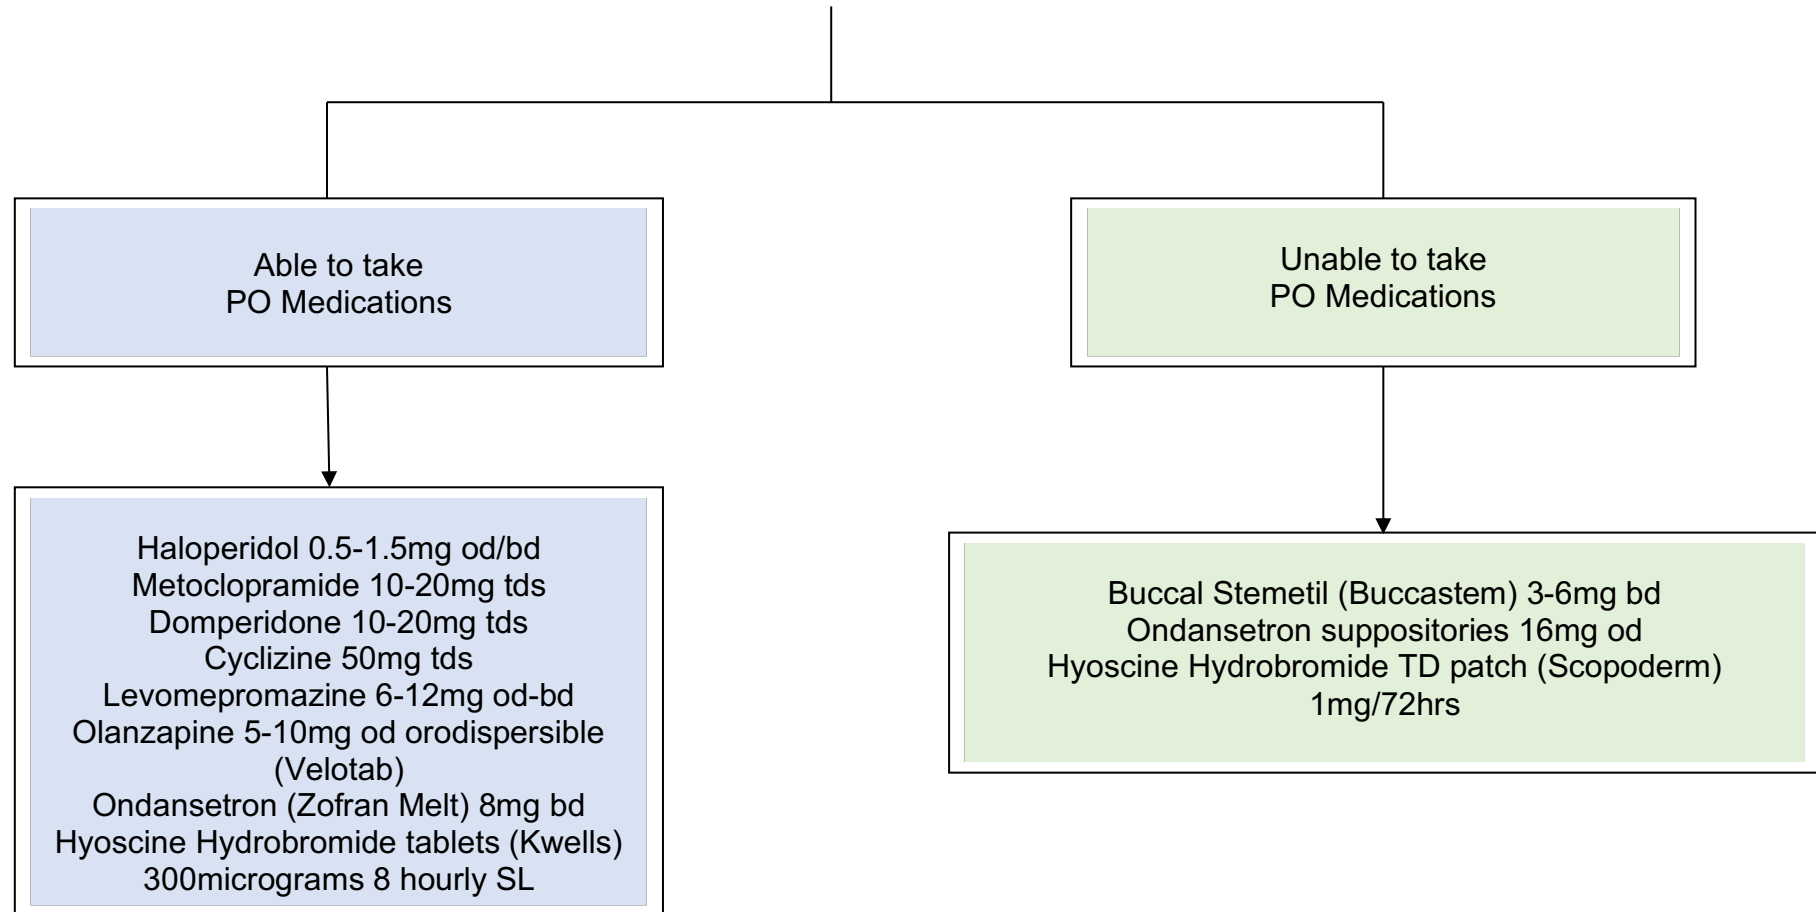 Able to take
PO Medications
Unable to take
PO Medications
Haloperidol 0.5-1.5mg od/bd
Metoclopramide 10-20mg tds
Domperidone 10-20mg tds
Cyclizine 50mg tds
Levomepromazine 6-12mg od-bd
Olanzapine 5-10mg od orodispersible
(Velotab)
Ondansetron (Zofran Melt) 8mg bd
Hyoscine Hydrobromide tablets (Kwells)
300micrograms 8 hourly SL
Buccal Stemetil (Buccastem) 3-6mg bd
Ondansetron suppositories 16mg od
Hyoscine Hydrobromide TD patch (Scopoderm)
1mg/72hrs